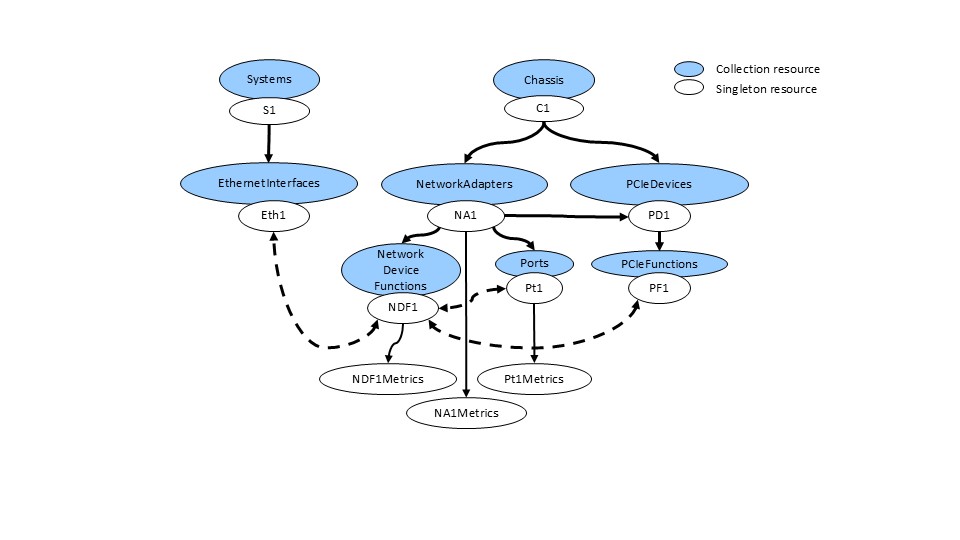 Systems
S1
Chassis
C1
Collection resource
Singleton resource
EthernetInterfaces
Eth1
NetworkAdapters
NA1
PCIeDevices
PD1
Network
Device
Functions
NDF1
Ports
Pt1
PCIeFunctions
PF1
NDF1Metrics
Pt1Metrics
NA1Metrics